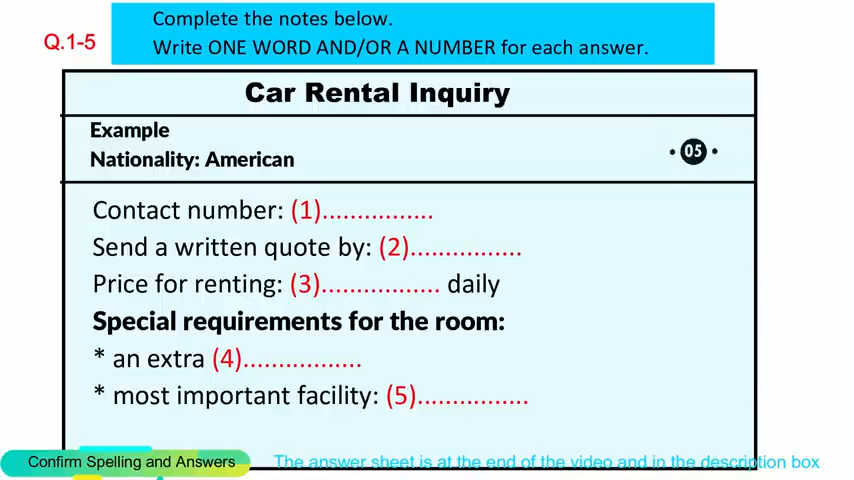 Complete the notes below.
Q.1-5
Write ONE WORD AND/OR A NUMBER for each answer.
Car Rental Inquiry
Example
Nationality: American
• 05 •
Contact number: (1)................
Send a written quote by: (2)................
Price for renting: (3)................. daily
Special requirements for the room:
* an extra (4).................
* most important facility: (5)................
Confirm Spelling and Answers
The answer sheet is at the end of the video and in the description box